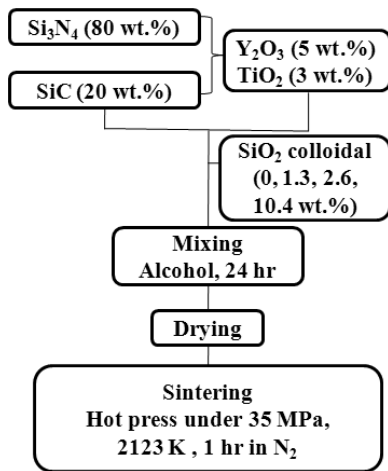 Si₃N₄ (80 wt.%)
SiC (20 wt.%)
Y₂O₃ (5 wt.%)
TiO₂ (3 wt.%)
SiO₂ colloidal
(0, 1.3, 2.6,
10.4 wt.%)
Mixing
Alcohol, 24 hr
Drying
Sintering
Hot press under 35 MPa,
2123 K , 1 hr in N₂